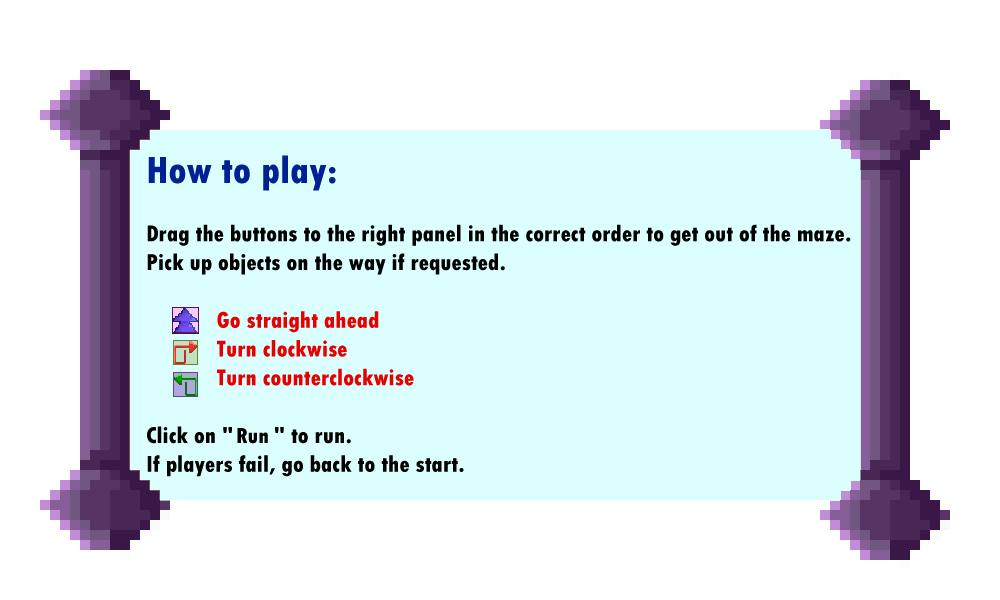 How to play:
Drag the buttons to the right panel in the correct order to get out of the maze.
Pick up objects on the way if requested.
Go straight ahead
Turn clockwise
Turn counterclockwise
Click on "Run" to run.
If players fail, go back to the start.